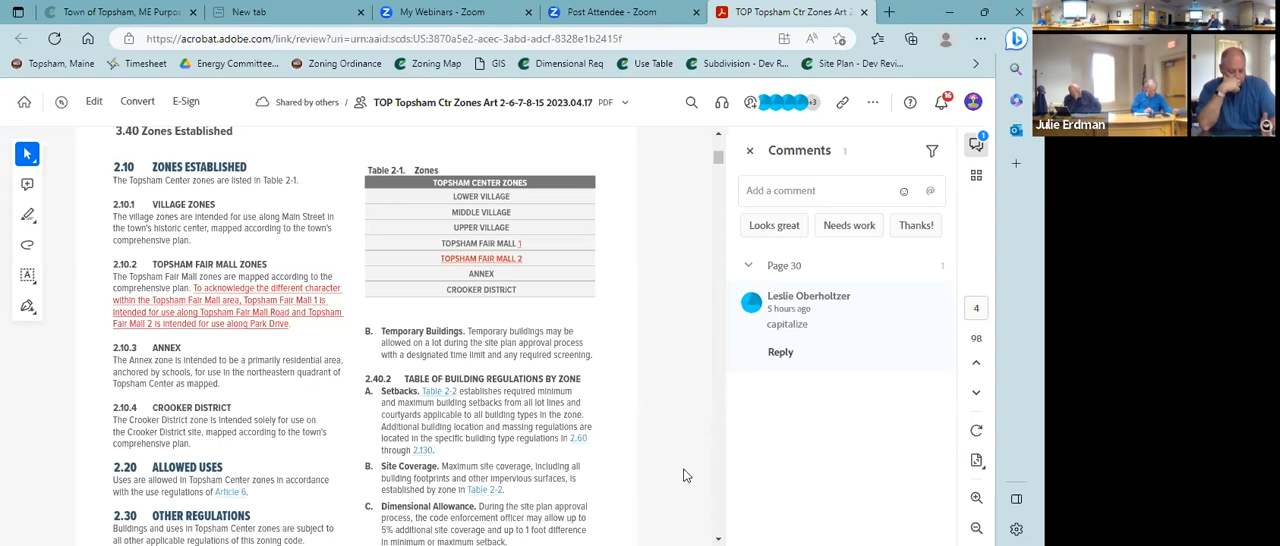 Town of Topsham, ME Purpo
New tab
My Webinars - Zoom
Post Attendee - Zoom
TOP Topsham Ctr Zones Art 2
https://acrobat.adobe.com/link/review?uri=urn:aaid:scds:US:3870a5e2-acec-3abd-adcf-8328e1b2415f
Topsham, Maine
Timesheet
Energy Committee...
Zoning Ordinance
Zoning Map
GIS
Dimensional Req
Use Table
Subdivision - Dev R...
Site Plan - Dev Revi...
Edit
Convert
E-Sign
Shared by others
TOP Topsham Ctr Zones Art 2-6-7-8-15 2023.04.17 PDF
+3
16
3.40 Zones Established
2.10 ZONES ESTABLISHED
The Topsham Center zones are listed in Table 2-1.
2.10.1 VILLAGE ZONES
The village zones are intended for use along Main Street in
the town's historic center, mapped according to the town's
comprehensive plan.
2.10.2 TOPSHAM FAIR MALL ZONES
The Topsham Fair Mall zones are mapped according to the
comprehensive plan. To acknowledge the different character
within the Topsham Fair Mall area, Topsham Fair Mall 1 is
intended for use along Topsham Fair Mall Road and Topsham
Fair Mall 2 is intended for use along Park Drive.
2.10.3 ANNEX
The Annex zone is intended to be a primarily residential area,
anchored by schools, for use in the northeastern quadrant of
Topsham Center as mapped.
2.10.4 CROOKER DISTRICT
The Crooker District zone is intended solely for use on
the Crooker District site, mapped according to the town's
comprehensive plan.
2.20 ALLOWED USES
Uses are allowed in Topsham Center zones in accordance
with the use regulations of Article 6.
2.30 OTHER REGULATIONS
Buildings and uses in Topsham Center zones are subject to
all other applicable regulations of this zoning code.
Table 2-1. Zones
TOPSHAM CENTER ZONES
LOWER VILLAGE
MIDDLE VILLAGE
UPPER VILLAGE
TOPSHAM FAIR MALL 1
TOPSHAM FAIR MALL 2
ANNEX
CROOKER DISTRICT
B. Temporary Buildings. Temporary buildings may be
allowed on a lot during the site plan approval process
with a designated time limit and any required screening.
2.40.2 TABLE OF BUILDING REGULATIONS BY ZONE
A. Setbacks. Table 2-2 establishes required minimum
and maximum building setbacks from all lot lines and
courtyards applicable to all building types in the zone.
Additional building location and massing regulations are
located in the specific building type regulations in 2.60
through 2.130.
B. Site Coverage. Maximum site coverage, including all
building footprints and other impervious surfaces, is
established by zone in Table 2-2.
C. Dimensional Allowance. During the site plan approval
process, the code enforcement officer may allow up to
5% additional site coverage and up to 1 foot difference
in minimum or maximum setback.
Comments 1
Add a comment
Looks great
Needs work
Thanks!
Page 30
1
Leslie Oberholtzer
5 hours ago
capitalize
Reply
1
4
98
Julie Erdman